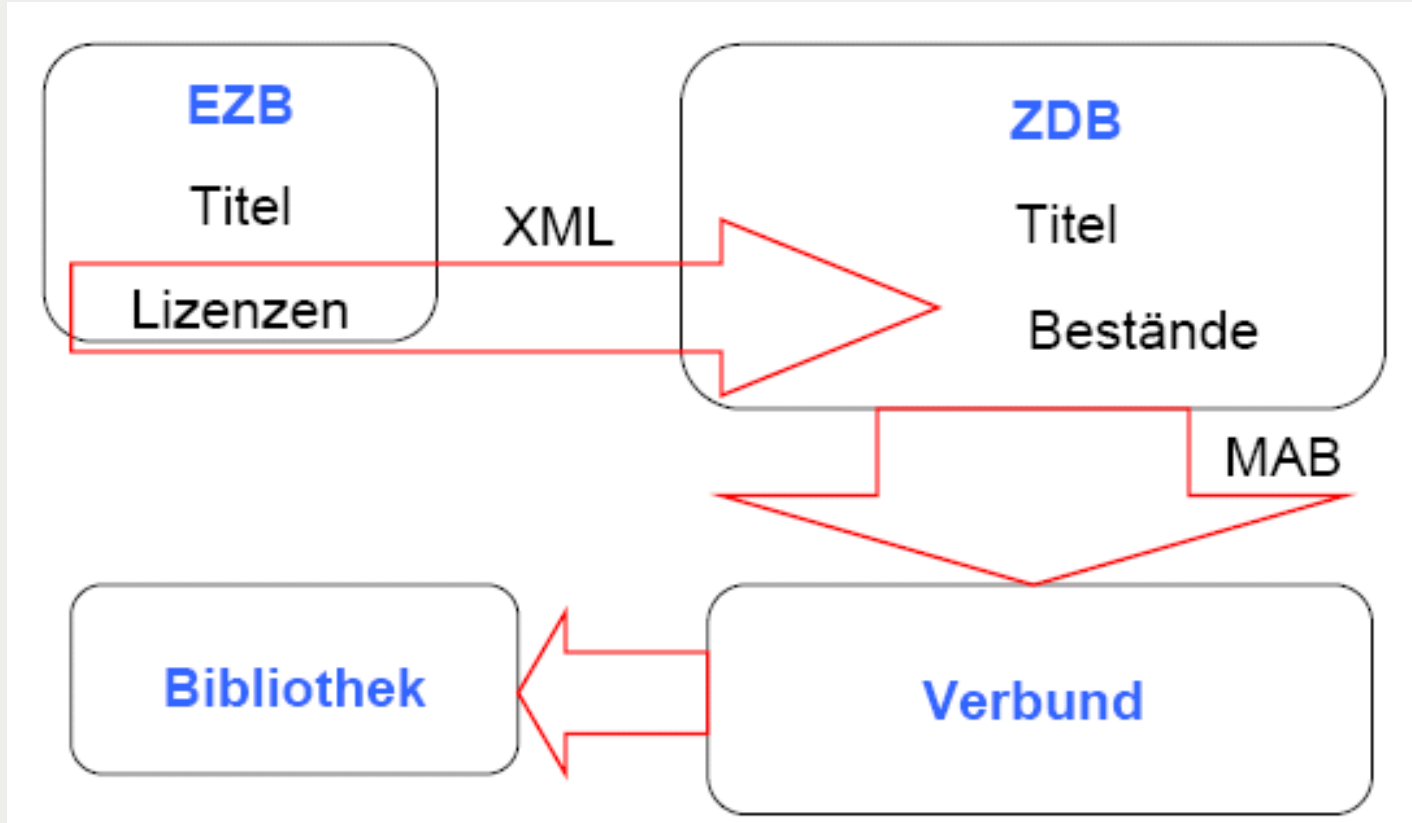 EZB
Titel
Lizenzen
XML
ZDB
Titel
Bestände
MAB
Bibliothek
Verbund